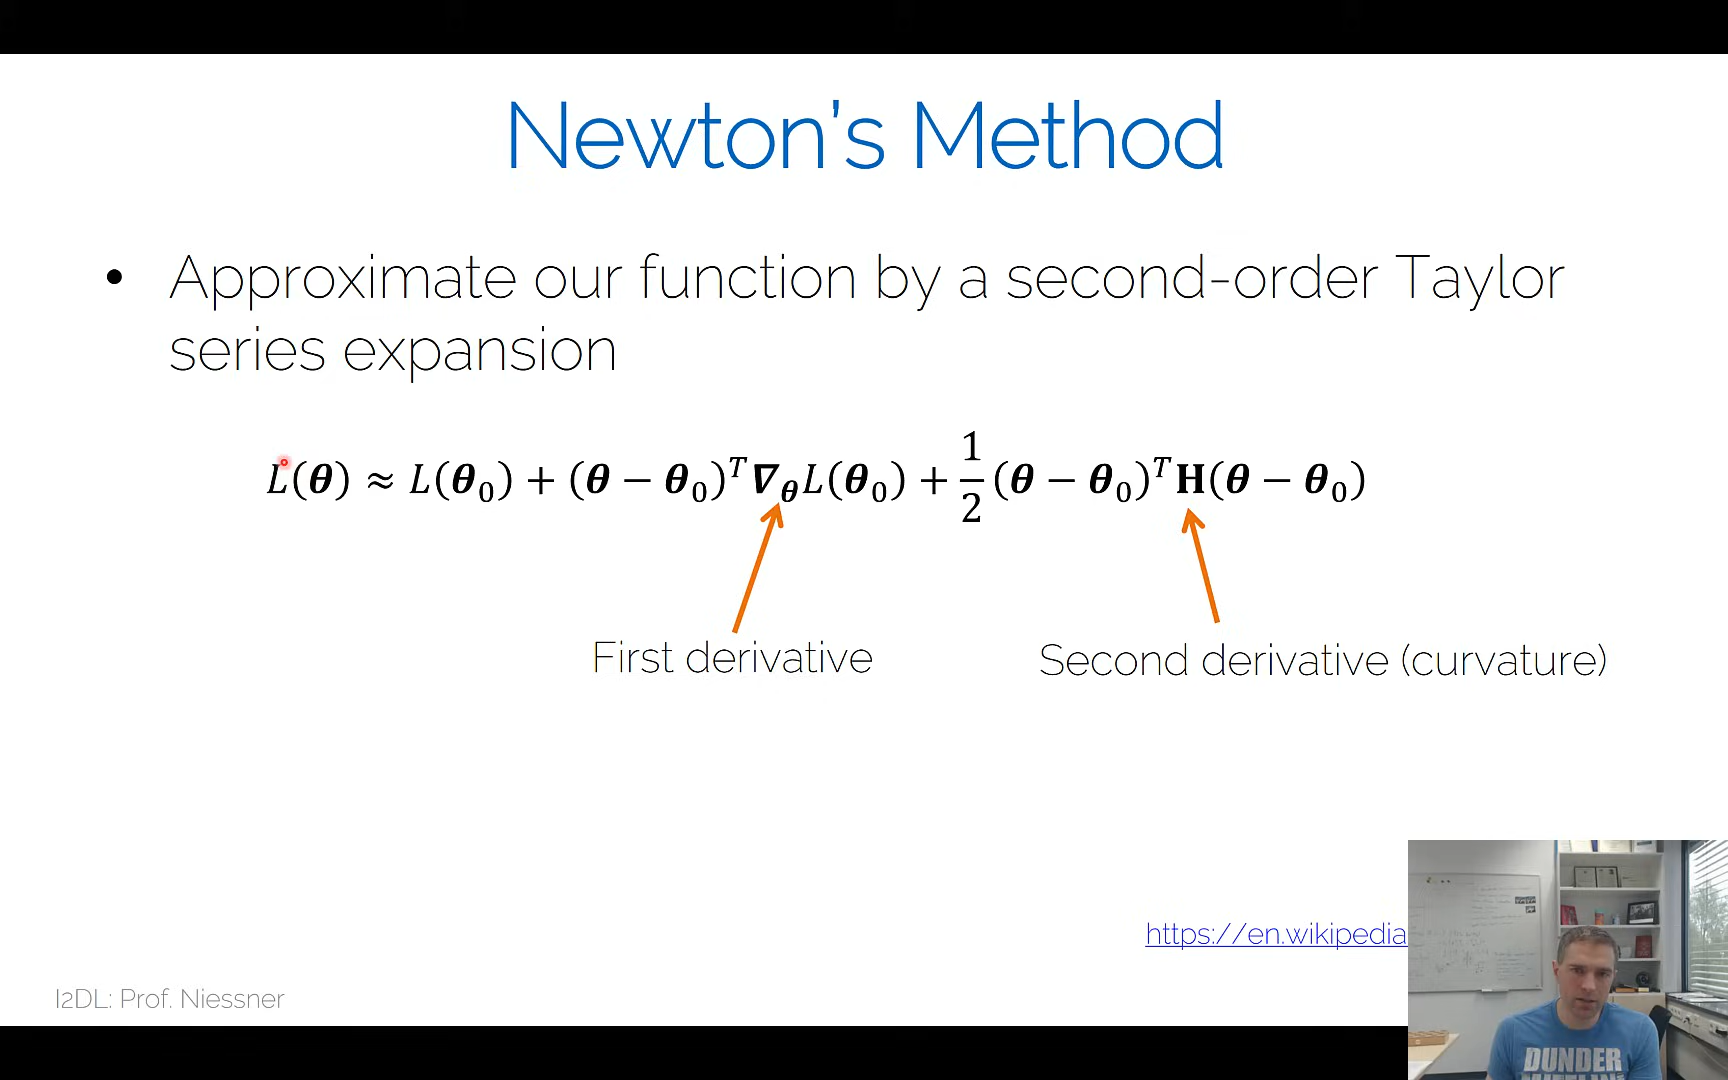 Newton's Method
• Approximate our function by a second-order Taylor
series expansion
L(θ) ≈ L(θ₀) + (θ − θ₀)ᵀ∇_θL(θ₀) + 1/2 (θ − θ₀)ᵀH(θ − θ₀)
First derivative
Second derivative (curvature)
https://en.wikipedia
I2DL: Prof. Niessner
DUNDER